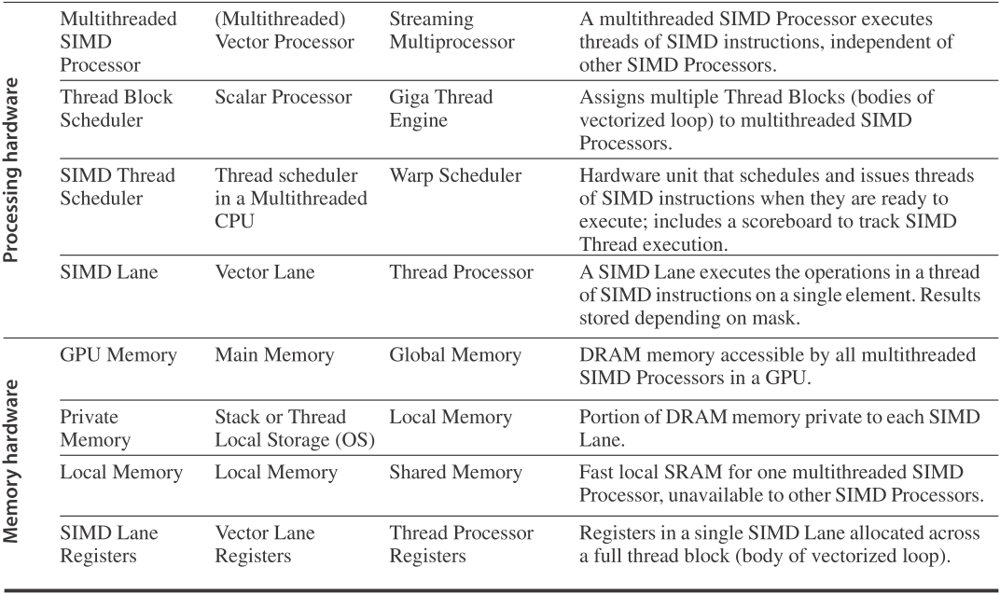 Processing hardware
Multithreaded
SIMD
Processor
(Multithreaded)
Vector Processor
Streaming
Multiprocessor
A multithreaded SIMD Processor executes
threads of SIMD instructions, independent of
other SIMD Processors.
Thread Block
Scheduler
Scalar Processor
Giga Thread
Engine
Assigns multiple Thread Blocks (bodies of
vectorized loop) to multithreaded SIMD
Processors.
SIMD Thread
Scheduler
Thread scheduler
in a Multithreaded
CPU
Warp Scheduler
Hardware unit that schedules and issues threads
of SIMD instructions when they are ready to
execute; includes a scoreboard to track SIMD
Thread execution.
SIMD Lane
Vector Lane
Thread Processor
A SIMD Lane executes the operations in a thread
of SIMD instructions on a single element. Results
stored depending on mask.
Memory hardware
GPU Memory
Main Memory
Global Memory
DRAM memory accessible by all multithreaded
SIMD Processors in a GPU.
Private
Memory
Stack or Thread
Local Storage (OS)
Local Memory
Portion of DRAM memory private to each SIMD
Lane.
Local Memory
Local Memory
Shared Memory
Fast local SRAM for one multithreaded SIMD
Processor, unavailable to other SIMD Processors.
SIMD Lane
Registers
Vector Lane
Registers
Thread Processor
Registers
Registers in a single SIMD Lane allocated across
a full thread block (body of vectorized loop).